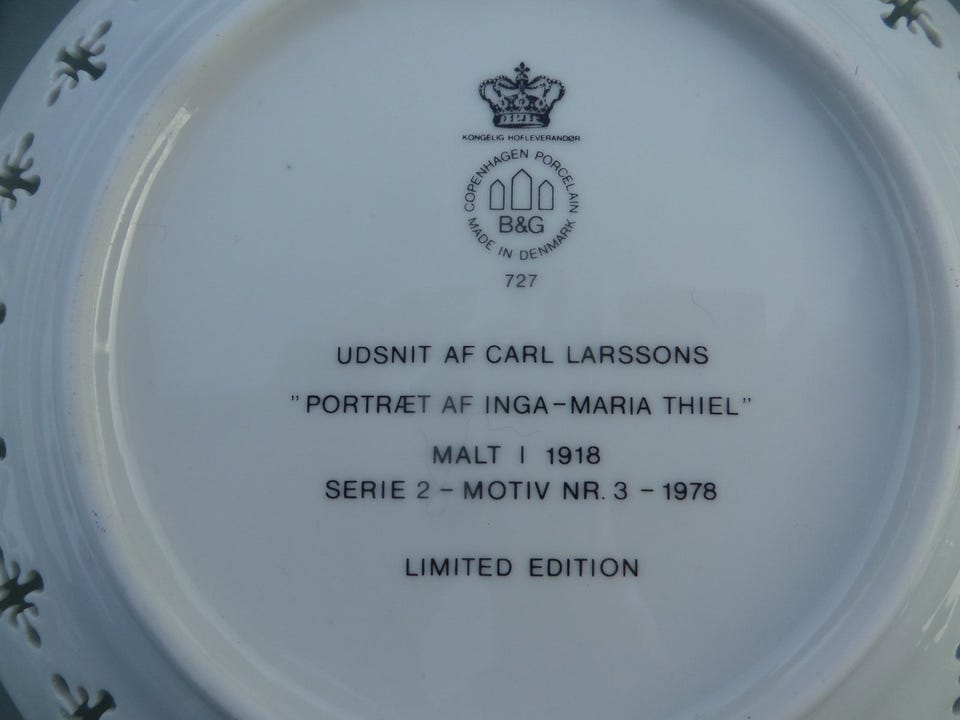 KONGELIG HOFLEVERANDØR
COPENHAGEN PORCELAIN
B&G
MADE IN DENMARK
727
UDSNIT AF CARL LARSSONS
"PORTRÆT AF INGA-MARIA THIEL"
MALT I 1918
SERIE 2 - MOTIV NR. 3 - 1978
LIMITED EDITION